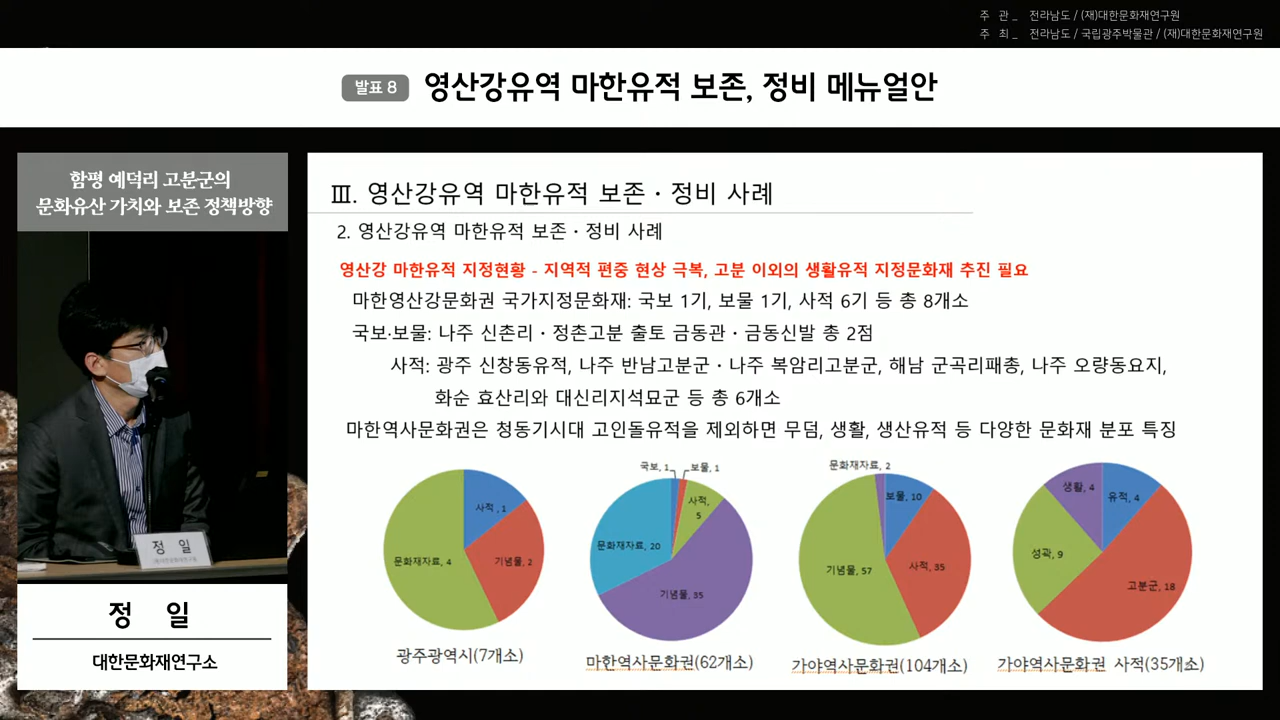 주 관 _ 전라남도 / (재)대한문화재연구원
주 최 _ 전라남도 / 국립광주박물관 / (재)대한문화재연구원
발표 8 영산강유역 마한유적 보존, 정비 메뉴얼안
함평 예덕리 고분군의
문화유산 가치와 보존 정책방향
정 일
정 일
대한문화재연구소
Ⅲ. 영산강유역 마한유적 보존·정비 사례
2. 영산강유역 마한유적 보존·정비 사례
영산강 마한유적 지정현황 - 지역적 편중 현상 극복, 고분 이외의 생활유적 지정문화재 추진 필요
마한영산강문화권 국가지정문화재: 국보 1기, 보물 1기, 사적 6기 등 총 8개소
국보·보물: 나주 신촌리·정촌고분 출토 금동관·금동신발 총 2점
사적: 광주 신창동유적, 나주 반남고분군·나주 복암리고분군, 해남 군곡리패총, 나주 오량동요지,
화순 효산리와 대신리지석묘군 등 총 6개소
마한역사문화권은 청동기시대 고인돌유적을 제외하면 무덤, 생활, 생산유적 등 다양한 문화재 분포 특징
사적, 1
기념물, 2
문화재자료, 4
광주광역시(7개소)
국보, 1
보물, 1
사적, 5
기념물, 35
문화재자료, 20
마한역사문화권(62개소)
문화재자료, 2
보물, 10
사적, 35
기념물, 57
가야역사문화권(104개소)
생활, 4
유적, 4
고분군, 18
성곽, 9
가야역사문화권 사적(35개소)